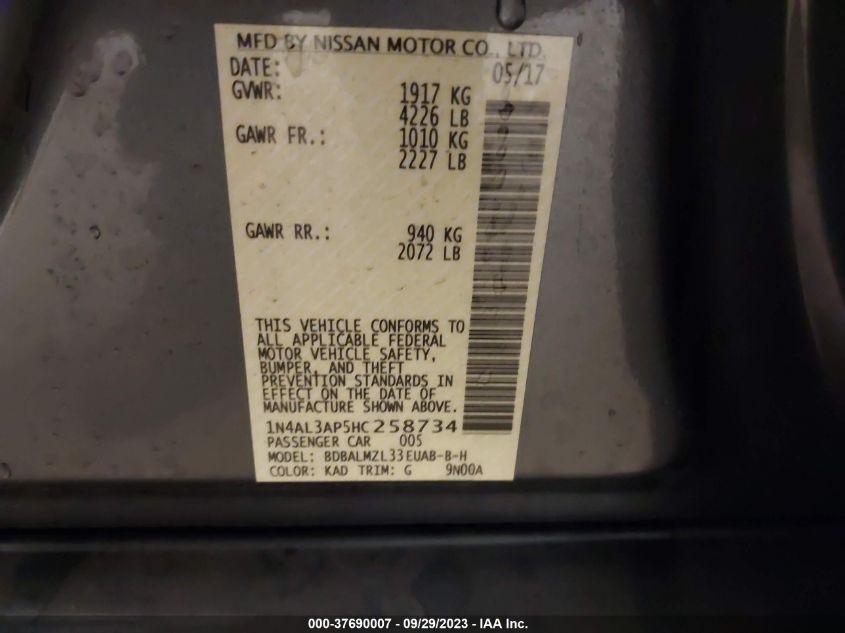 MFD BY NISSAN MOTOR CO., LTD.
DATE: 05/17
GVWR: 1917 KG
4226 LB
GAWR FR.: 1010 KG
2227 LB
GAWR RR.: 940 KG
2072 LB
THIS VEHICLE CONFORMS TO
ALL APPLICABLE FEDERAL
MOTOR VEHICLE SAFETY,
BUMPER, AND THEFT
PREVENTION STANDARDS IN
EFFECT ON THE DATE OF
MANUFACTURE SHOWN ABOVE.
1N4AL3AP5HC258734
PASSENGER CAR 005
MODEL: BDBALMZL33EUAB-B-H
COLOR: KAD TRIM: G 9N00A
000-37690007 - 09/29/2023 - IAA Inc.